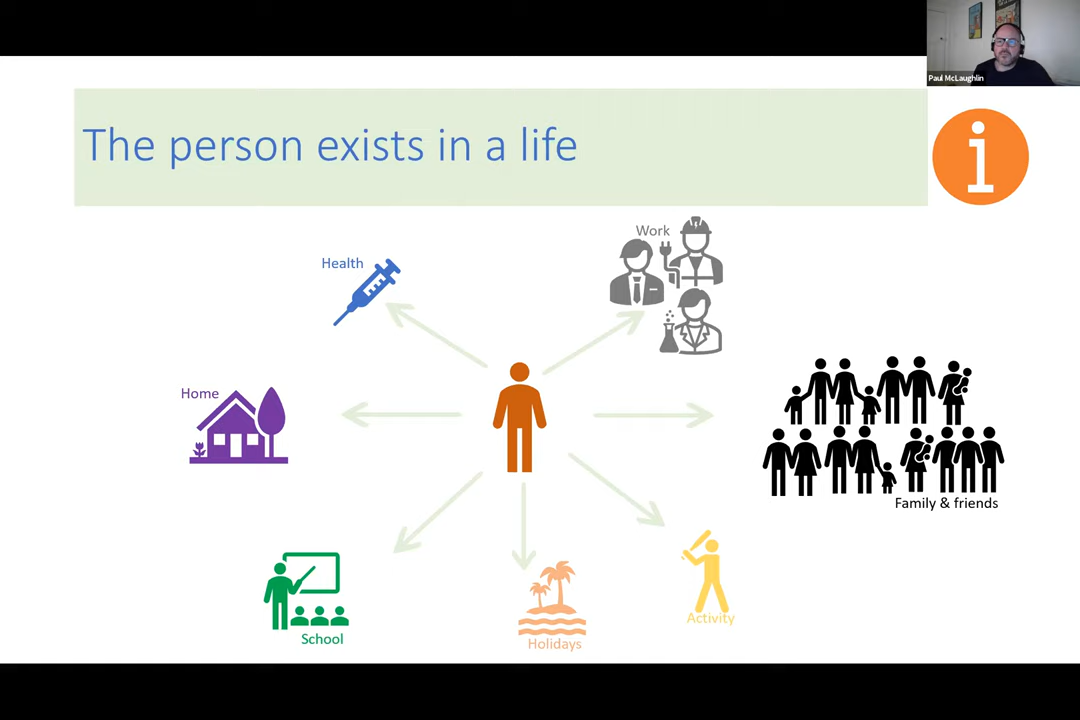 Paul McLaughlin
The person exists in a life
i
Work
Health
Home
Family & friends
Activity
School
Holidays